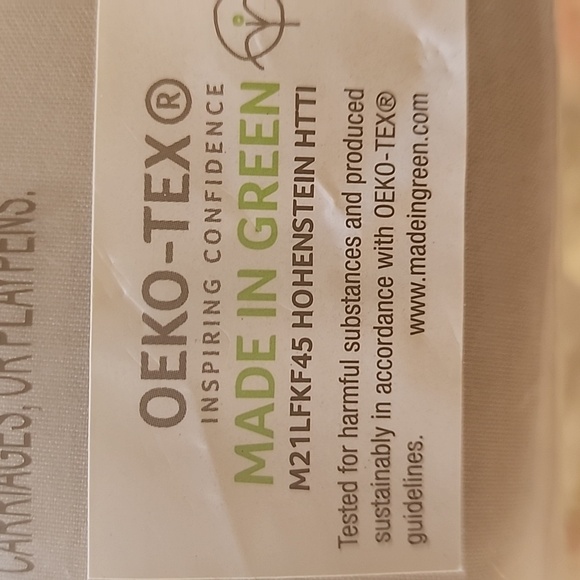 CARRIAGES, OR PLAYPENS.
OEKO-TEX®
INSPIRING CONFIDENCE
MADE IN GREEN
M21LFKF45 HOHENSTEIN HTTI
Tested for harmful substances and produced
sustainably in accordance with OEKO-TEX®
guidelines. www.madeingreen.com